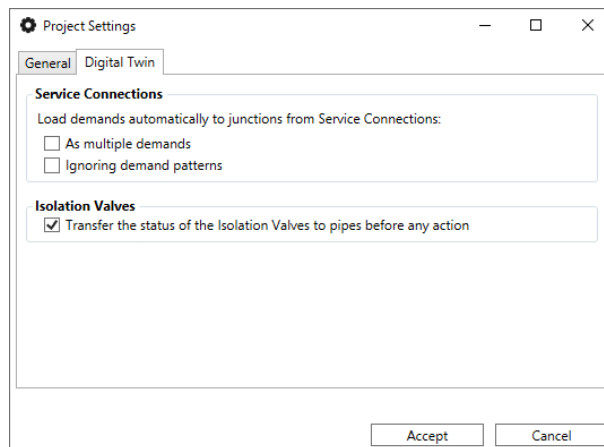 Project Settings
General
Digital Twin
Service Connections
Load demands automatically to junctions from Service Connections:
As multiple demands
Ignoring demand patterns
Isolation Valves
Transfer the status of the Isolation Valves to pipes before any action
Accept
Cancel